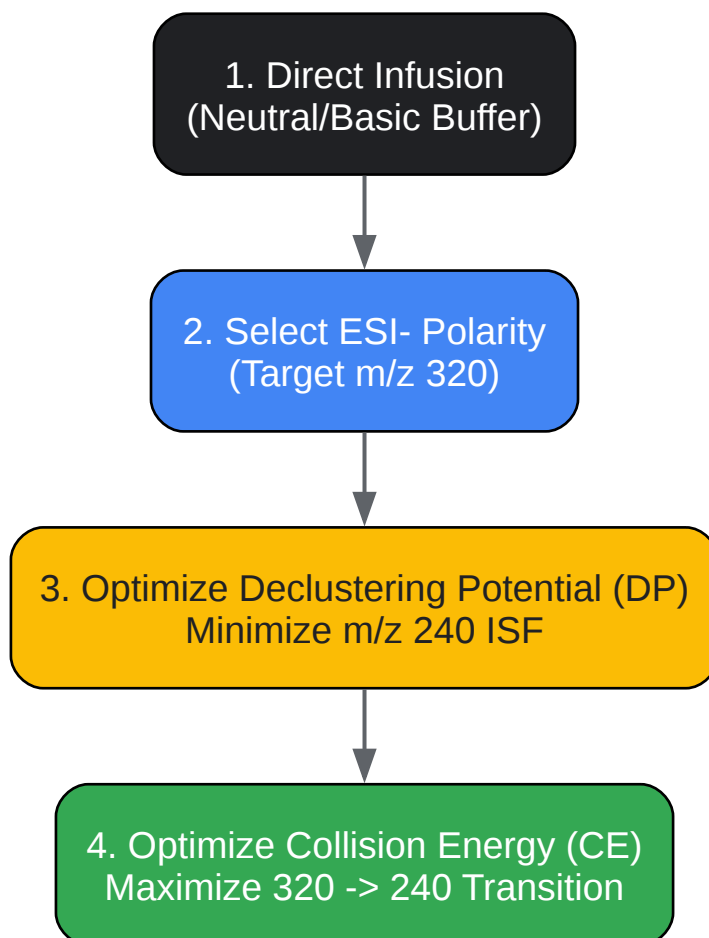 1. Direct Infusion
(Neutral/Basic Buffer)
2. Select ESI- Polarity
(Target m/z 320)
3. Optimize Declustering Potential (DP)
Minimize m/z 240 ISF
4. Optimize Collision Energy (CE)
Maximize 320 -> 240 Transition